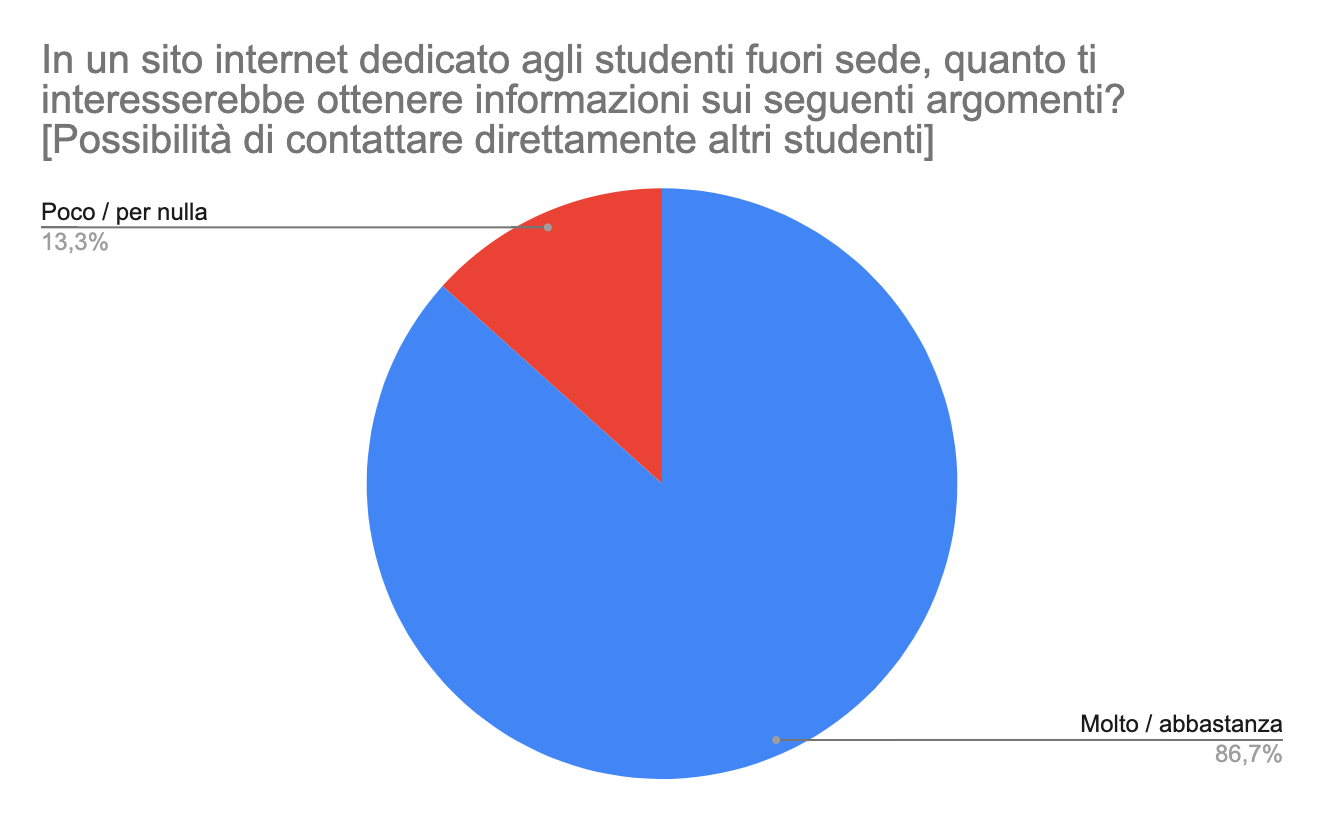 In un sito internet dedicato agli studenti fuori sede, quanto ti
interesserebbe ottenere informazioni sui seguenti argomenti?
[Possibilità di contattare direttamente altri studenti]
Poco / per nulla
13,3%
Molto / abbastanza
86,7%